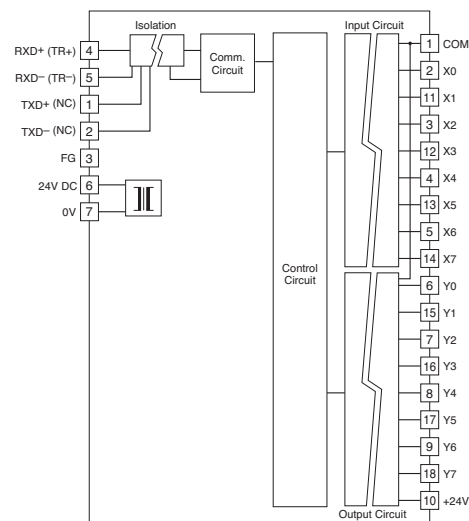 Isolation
Input Circuit
RXD+ (TR+) 4
RXD– (TR–) 5
TXD+ (NC) 1
TXD– (NC) 2
FG 3
24V DC 6
0V 7
Comm.
Circuit
Control
Circuit
1 COM
2 X0
11 X1
3 X2
12 X3
4 X4
13 X5
5 X6
14 X7
6 Y0
15 Y1
7 Y2
16 Y3
8 Y4
17 Y5
9 Y6
18 Y7
10 +24V
Output Circuit